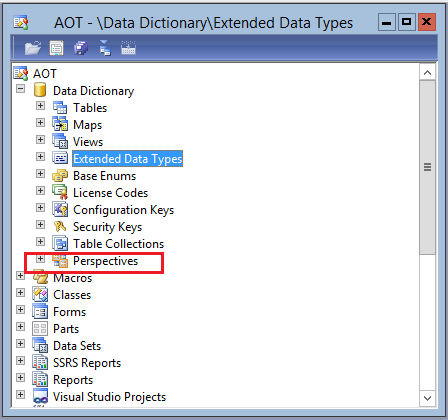 AOT - \Data Dictionary\Extended Data Types
AOT
Data Dictionary
Tables
Maps
Views
Extended Data Types
Base Enums
License Codes
Configuration Keys
Security Keys
Table Collections
Perspectives
Macros
Classes
Forms
Parts
Data Sets
SSRS Reports
Reports
Visual Studio Projects